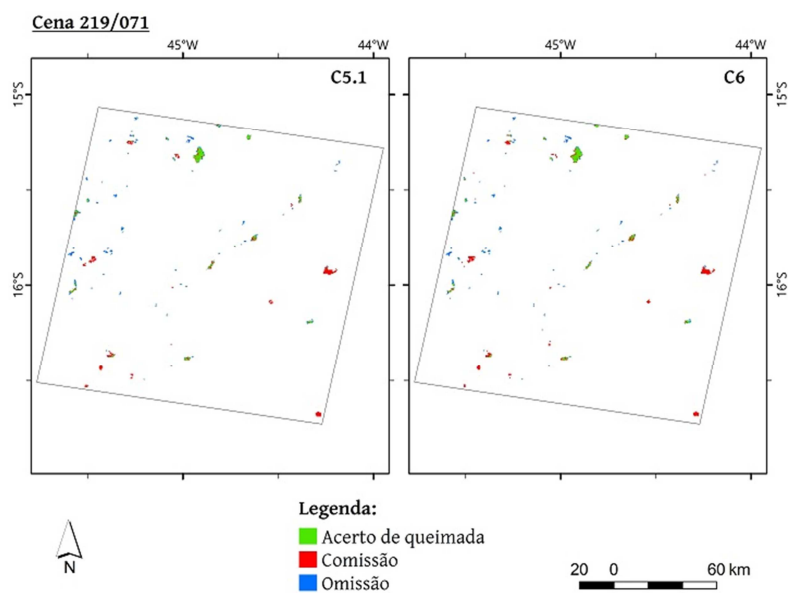 Cena 219/071
45°W 44°W 45°W 44°W
C5.1 C6
15°S 15°S
16°S 16°S
Legenda:
Acerto de queimada
Comissão
Omissão
N
20 0 60 km